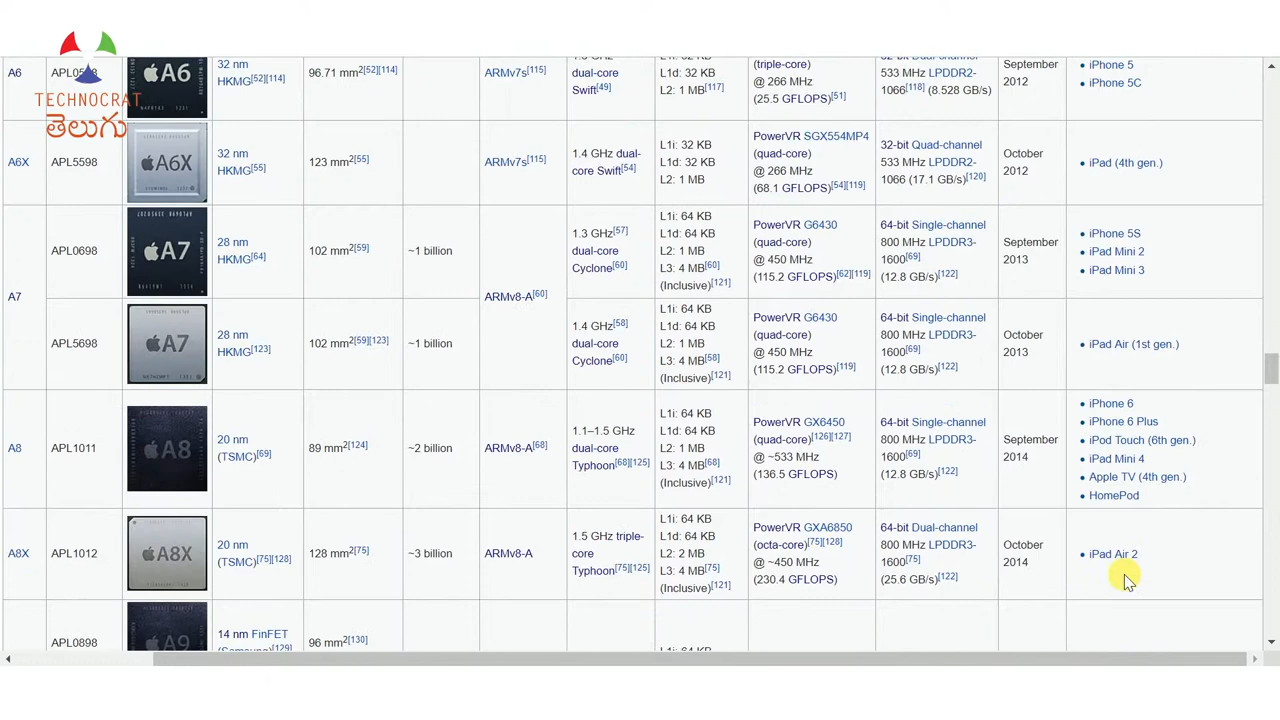 TECHNOCRAT
తెలుగు
A6
32 nm
HKMG[52][114]
96.71 mm2[52][114]
ARMv7s[115]
dual-core
Swift[49]
L1i: 32 KB
L1d: 32 KB
L2: 1 MB[117]
(triple-core)
@ 266 MHz
(25.5 GFLOPS)[51]
533 MHz LPDDR2-
1066[118] (8.528 GB/s)
September
2012
iPhone 5
iPhone 5C
A6X
APL5598
A6X
32 nm
HKMG[55]
123 mm2[55]
ARMv7s[115]
1.4 GHz dual-
core Swift[54]
L1i: 32 KB
L1d: 32 KB
L2: 1 MB
PowerVR SGX554MP4
(quad-core)
@ 266 MHz
(68.1 GFLOPS)[54][119]
32-bit Quad-channel
533 MHz LPDDR2-
1066 (17.1 GB/s)[120]
October
2012
iPad (4th gen.)
A7
APL0698
A7
28 nm
HKMG[64]
102 mm2[59]
~1 billion
ARMv8-A[60]
1.3 GHz[57]
dual-core
Cyclone[60]
L1i: 64 KB
L1d: 64 KB
L2: 1 MB
L3: 4 MB[60]
(Inclusive)[121]
PowerVR G6430
(quad-core)
@ 450 MHz
(115.2 GFLOPS)[62][119]
64-bit Single-channel
800 MHz LPDDR3-
1600[69]
(12.8 GB/s)[122]
September
2013
iPhone 5S
iPad Mini 2
iPad Mini 3
APL5698
A7
28 nm
HKMG[123]
102 mm2[59][123]
~1 billion
1.4 GHz[58]
dual-core
Cyclone[60]
L1i: 64 KB
L1d: 64 KB
L2: 1 MB
L3: 4 MB[58]
(Inclusive)[121]
PowerVR G6430
(quad-core)
@ 450 MHz
(115.2 GFLOPS)[119]
64-bit Single-channel
800 MHz LPDDR3-
1600[69]
(12.8 GB/s)[122]
October
2013
iPad Air (1st gen.)
A8
APL1011
A8
20 nm
(TSMC)[69]
89 mm2[124]
~2 billion
ARMv8-A[68]
1.1–1.5 GHz
dual-core
Typhoon[68][125]
L1i: 64 KB
L1d: 64 KB
L2: 1 MB
L3: 4 MB[68]
(Inclusive)[121]
PowerVR GX6450
(quad-core)[126][127]
@ ~533 MHz
(136.5 GFLOPS)
64-bit Single-channel
800 MHz LPDDR3-
1600[69]
(12.8 GB/s)[122]
September
2014
iPhone 6
iPhone 6 Plus
iPod Touch (6th gen.)
iPad Mini 4
Apple TV (4th gen.)
HomePod
A8X
APL1012
A8X
20 nm
(TSMC)[75][128]
128 mm2[75]
~3 billion
ARMv8-A
1.5 GHz triple-
core
Typhoon[75][125]
L1i: 64 KB
L1d: 64 KB
L2: 2 MB
L3: 4 MB[75]
(Inclusive)[121]
PowerVR GXA6850
(octa-core)[75][128]
@ ~450 MHz
(230.4 GFLOPS)
64-bit Dual-channel
800 MHz LPDDR3-
1600[75]
(25.6 GB/s)[122]
October
2014
iPad Air 2
APL0898
A9
14 nm FinFET
(Samsung)[129]
96 mm2[130]